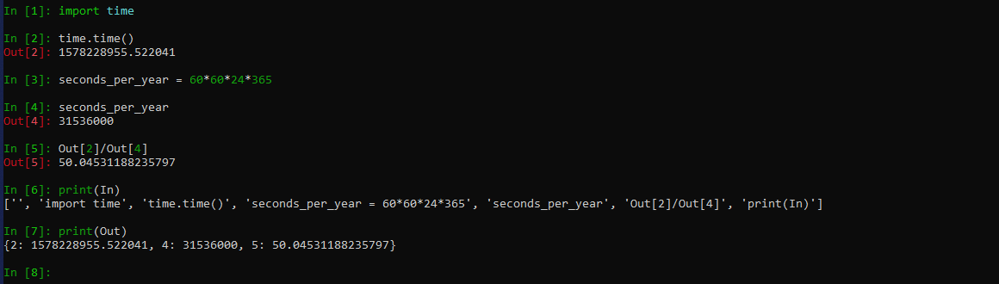 In [1]: import time
In [2]: time.time()
Out[2]: 1578228955.522041
In [3]: seconds_per_year = 60*60*24*365
In [4]: seconds_per_year
Out[4]: 31536000
In [5]: Out[2]/Out[4]
Out[5]: 50.04531188235797
In [6]: print(In)
['', 'import time', 'time.time()', 'seconds_per_year = 60*60*24*365', 'seconds_per_year', 'Out[2]/Out[4]', 'print(In)']
In [7]: print(Out)
{2: 1578228955.522041, 4: 31536000, 5: 50.04531188235797}
In [8]: